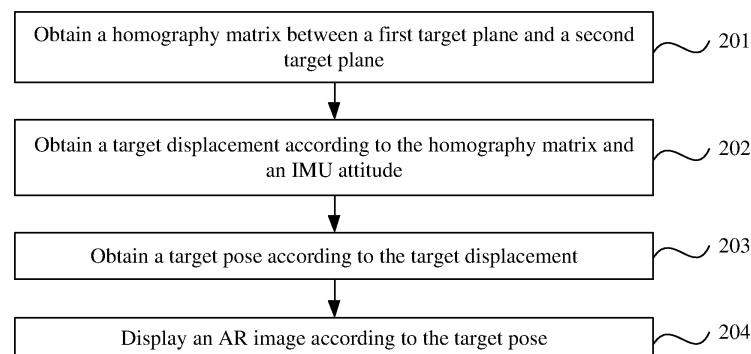 Obtain a homography matrix between a first target plane and a second
target plane
201
Obtain a target displacement according to the homography matrix and
an IMU attitude
202
Obtain a target pose according to the target displacement
203
Display an AR image according to the target pose
204